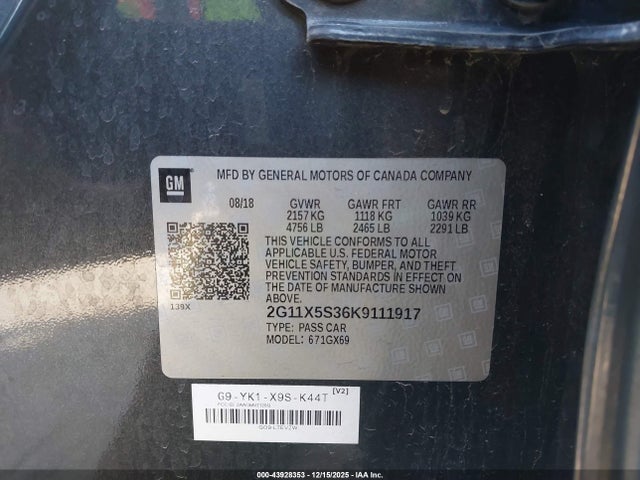 GM
MFD BY GENERAL MOTORS OF CANADA COMPANY
08/18 GVWR GAWR FRT GAWR RR
2157 KG 1118 KG 1039 KG
4756 LB 2465 LB 2291 LB
THIS VEHICLE CONFORMS TO ALL
APPLICABLE U.S. FEDERAL MOTOR
VEHICLE SAFETY, BUMPER, AND THEFT
PREVENTION STANDARDS IN EFFECT ON
THE DATE OF MANUFACTURE SHOWN
ABOVE.
139X
2G11X5S36K9111917
TYPE: PASS CAR
MODEL: 671GX69
G9-YK1-X9S-K44T [V2]
000-43928353 - 12/15/2025 - IAA Inc.